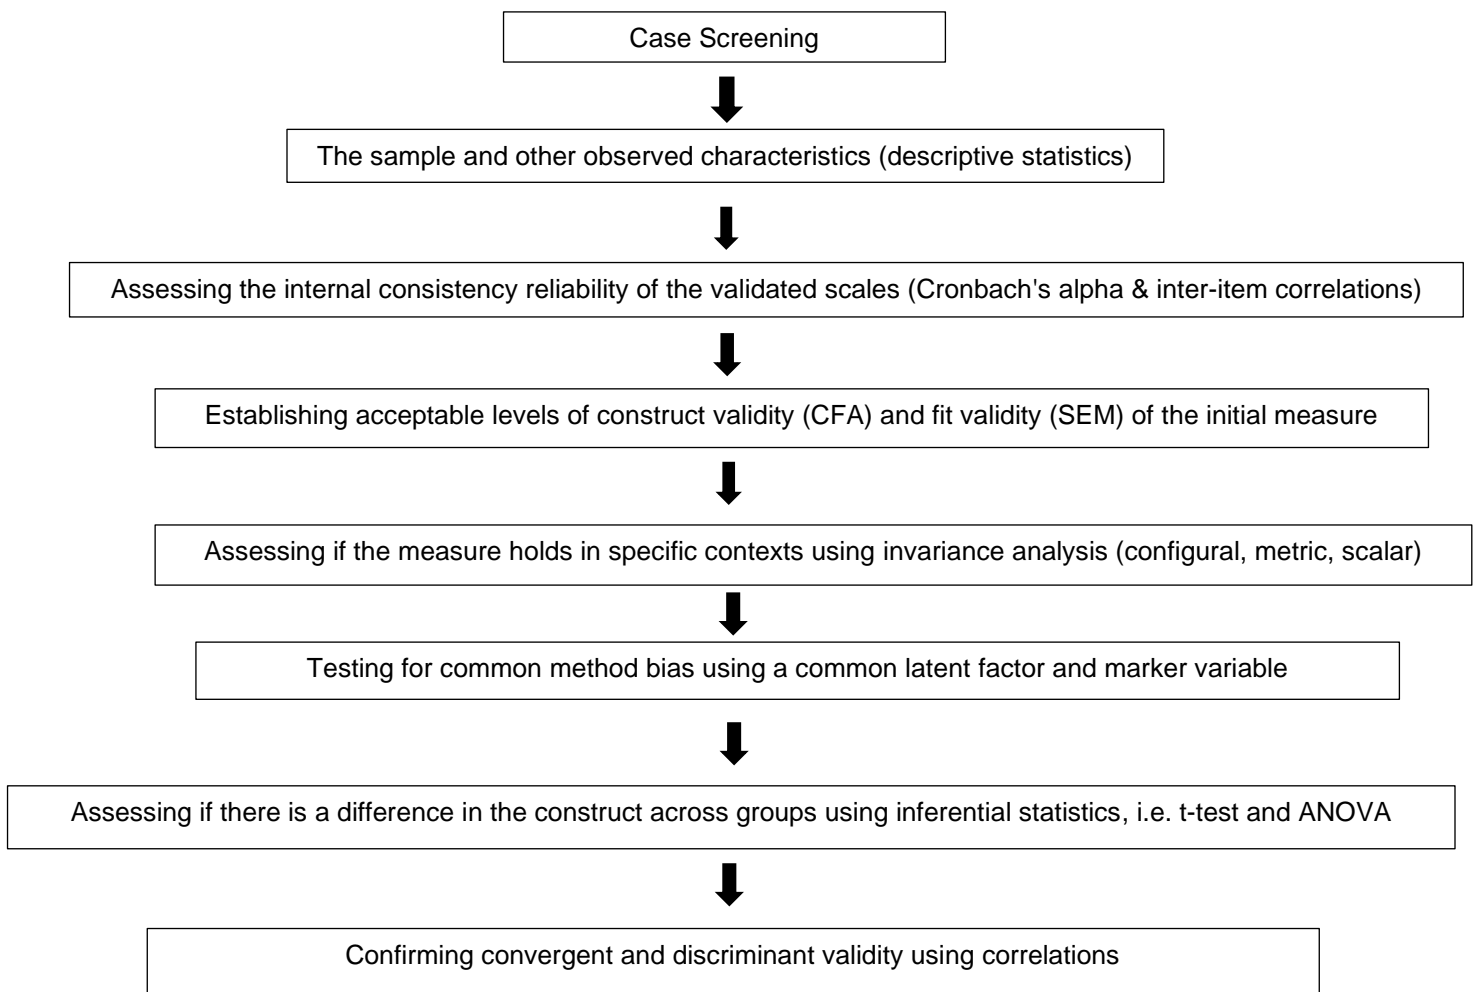 Case Screening
The sample and other observed characteristics (descriptive statistics)
Assessing the internal consistency reliability of the validated scales (Cronbach's alpha & inter-item correlations)
Establishing acceptable levels of construct validity (CFA) and fit validity (SEM) of the initial measure
Assessing if the measure holds in specific contexts using invariance analysis (configural, metric, scalar)
Testing for common method bias using a common latent factor and marker variable
Assessing if there is a difference in the construct across groups using inferential statistics, i.e. t-test and ANOVA
Confirming convergent and discriminant validity using correlations